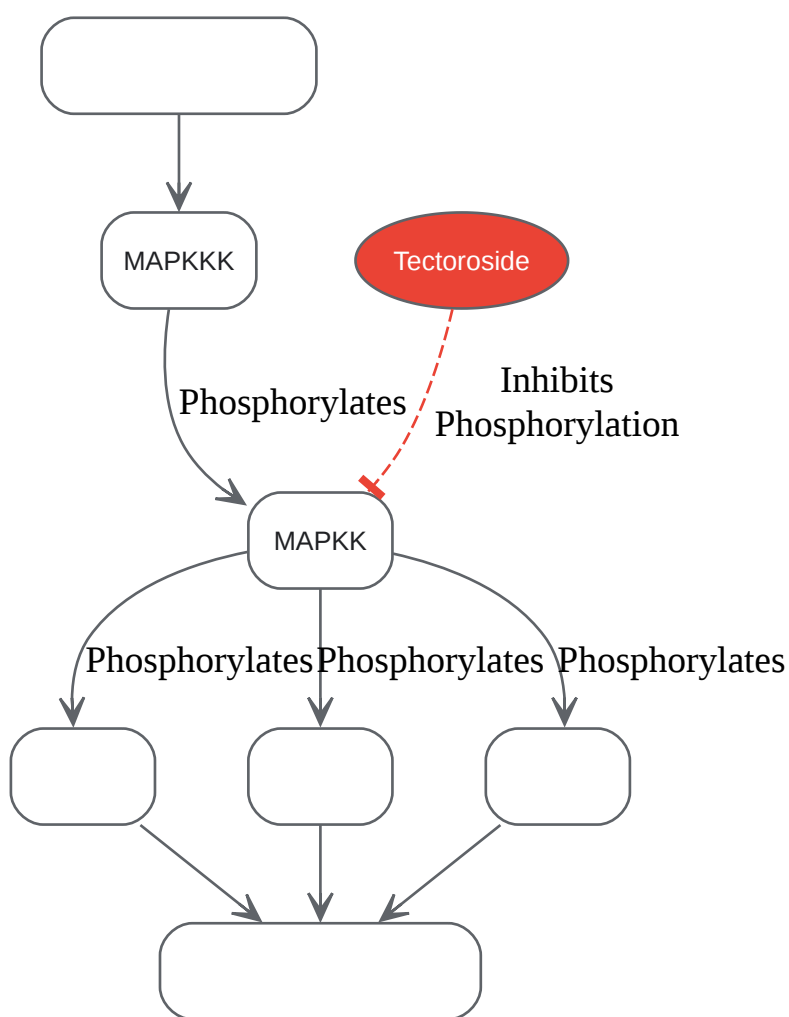 MAPKKK
Tectoroside
Phosphorylates
Inhibits
Phosphorylation
MAPKK
Phosphorylates
Phosphorylates
Phosphorylates